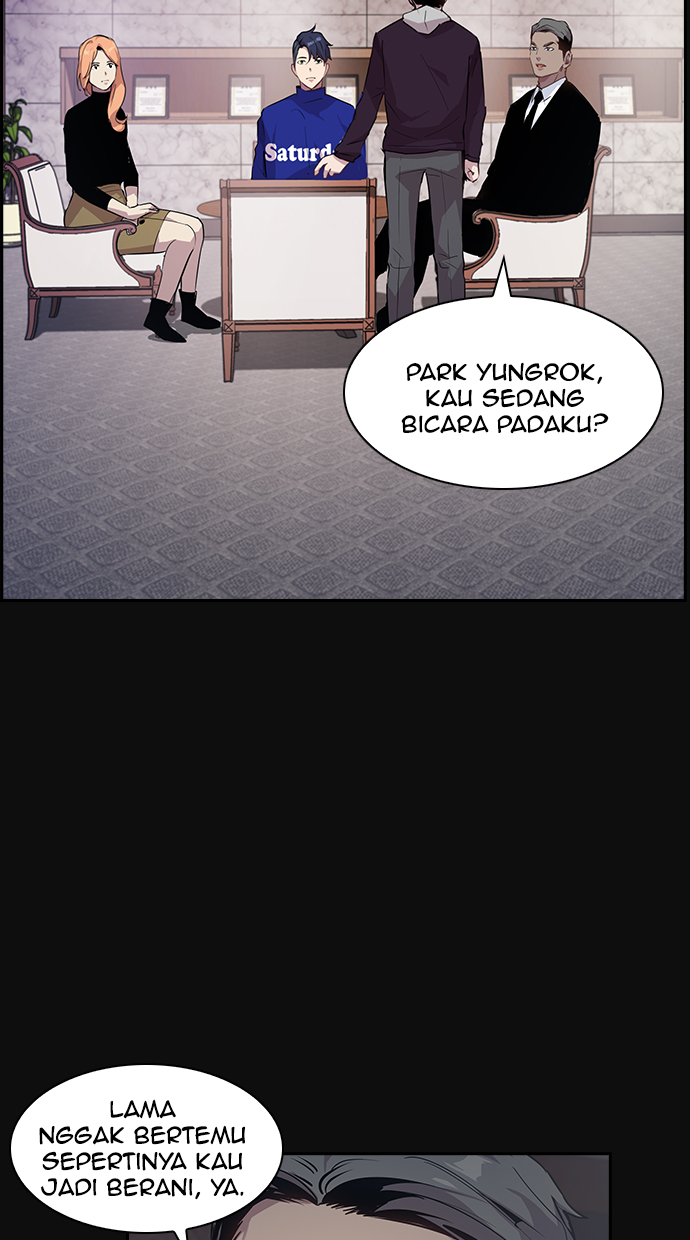 Saturd
PARK YUNGROK,
KAU SEDANG
BICARA PADAKU?
LAMA
NGGAK BERTEMU
SEPERTINYA KAU
JADI BERANI, YA.